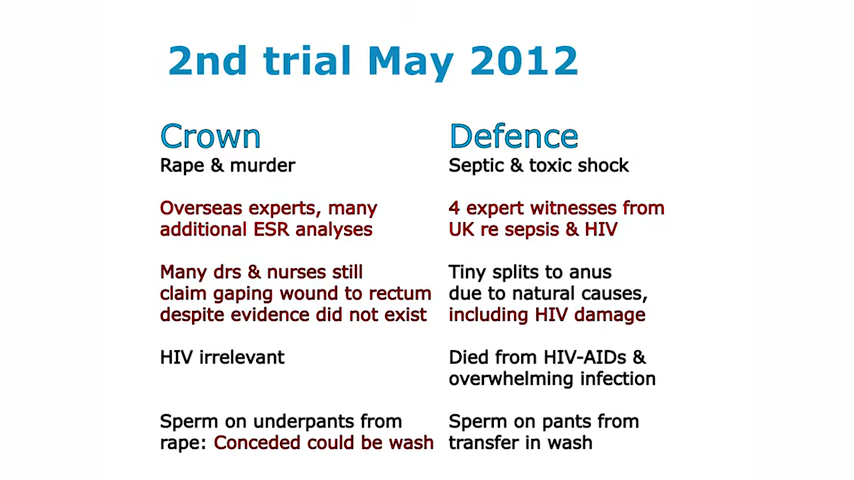 2nd trial May 2012
Crown
Rape & murder
Overseas experts, many
additional ESR analyses
Many drs & nurses still
claim gaping wound to rectum
despite evidence did not exist
HIV irrelevant
Sperm on underpants from
rape: Conceded could be wash
Defence
Septic & toxic shock
4 expert witnesses from
UK re sepsis & HIV
Tiny splits to anus
due to natural causes,
including HIV damage
Died from HIV-AIDs &
overwhelming infection
Sperm on pants from
transfer in wash